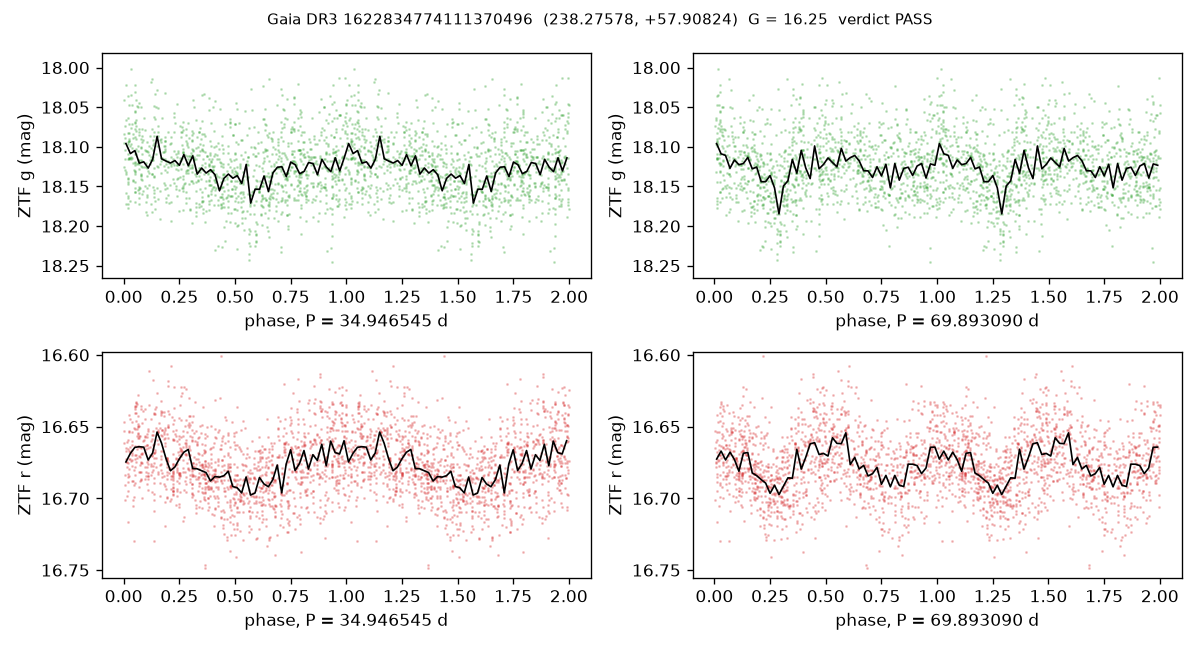 Gaia DR3 1622834774111370496 (238.27578, +57.90824) G = 16.25 verdict PASS
ZTF g (mag)
18.00
18.05
18.10
18.15
18.20
18.25
0.00 0.25 0.50 0.75 1.00 1.25 1.50 1.75 2.00
phase, P = 34.946545 d
ZTF g (mag)
18.00
18.05
18.10
18.15
18.20
18.25
0.00 0.25 0.50 0.75 1.00 1.25 1.50 1.75 2.00
phase, P = 69.893090 d
ZTF r (mag)
16.60
16.65
16.70
16.75
0.00 0.25 0.50 0.75 1.00 1.25 1.50 1.75 2.00
phase, P = 34.946545 d
ZTF r (mag)
16.60
16.65
16.70
16.75
0.00 0.25 0.50 0.75 1.00 1.25 1.50 1.75 2.00
phase, P = 69.893090 d